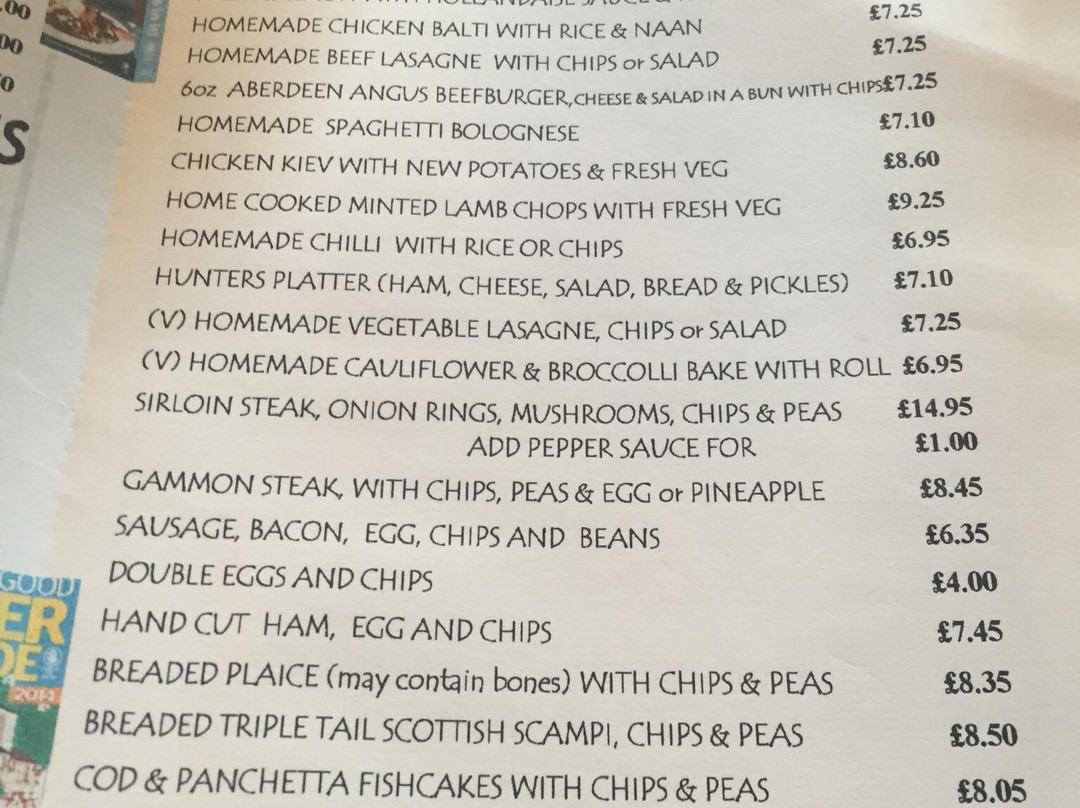 .00
WITH HOLLANDAISE SAUCE &
HOMEMADE CHICKEN BALTI WITH RICE & NAAN £7.25
HOMEMADE BEEF LASAGNE WITH CHIPS or SALAD £7.25
6oz ABERDEEN ANGUS BEEFBURGER, CHEESE & SALAD IN A BUN WITH CHIPS £7.25
HOMEMADE SPAGHETTI BOLOGNESE £7.10
CHICKEN KIEV WITH NEW POTATOES & FRESH VEG £8.60
HOME COOKED MINTED LAMB CHOPS WITH FRESH VEG £9.25
HOMEMADE CHILLI WITH RICE OR CHIPS £6.95
HUNTERS PLATTER (HAM, CHEESE, SALAD, BREAD & PICKLES) £7.10
(V) HOMEMADE VEGETABLE LASAGNE, CHIPS or SALAD £7.25
(V) HOMEMADE CAULIFLOWER & BROCCOLLI BAKE WITH ROLL £6.95
SIRLOIN STEAK, ONION RINGS, MUSHROOMS, CHIPS & PEAS £14.95
ADD PEPPER SAUCE FOR £1.00
GAMMON STEAK, WITH CHIPS, PEAS & EGG or PINEAPPLE £8.45
SAUSAGE, BACON, EGG, CHIPS AND BEANS £6.35
DOUBLE EGGS AND CHIPS £4.00
HAND CUT HAM, EGG AND CHIPS £7.45
BREADED PLAICE (may contain bones) WITH CHIPS & PEAS £8.35
BREADED TRIPLE TAIL SCOTTISH SCAMPI, CHIPS & PEAS £8.50
COD & PANCHETTA FISHCAKES WITH CHIPS & PEAS £8.05
GOOD
ER
DE
2014